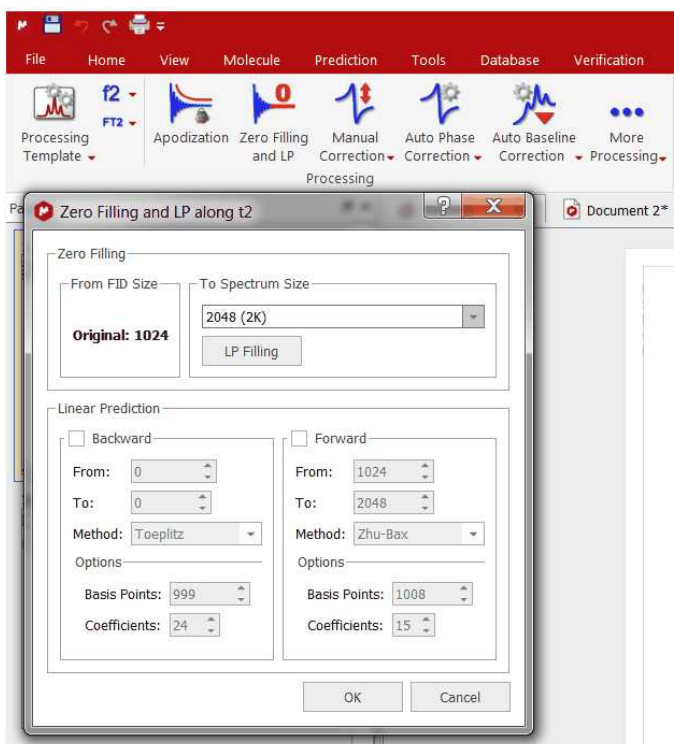 File Home View Molecule Prediction Tools Database Verification
f2
FT2
Processing Template
Apodization
Zero Filling and LP
Manual Correction
Auto Phase Correction
Auto Baseline Correction
More Processing
Processing
Pa
Zero Filling and LP along t2
Document 2*
Zero Filling
From FID Size
To Spectrum Size
Original: 1024
2048 (2K)
LP Filling
Linear Prediction
Backward
From: 0
To: 0
Method: Toeplitz
Options
Basis Points: 999
Coefficients: 24
Forward
From: 1024
To: 2048
Method: Zhu-Bax
Options
Basis Points: 1008
Coefficients: 15
OK Cancel